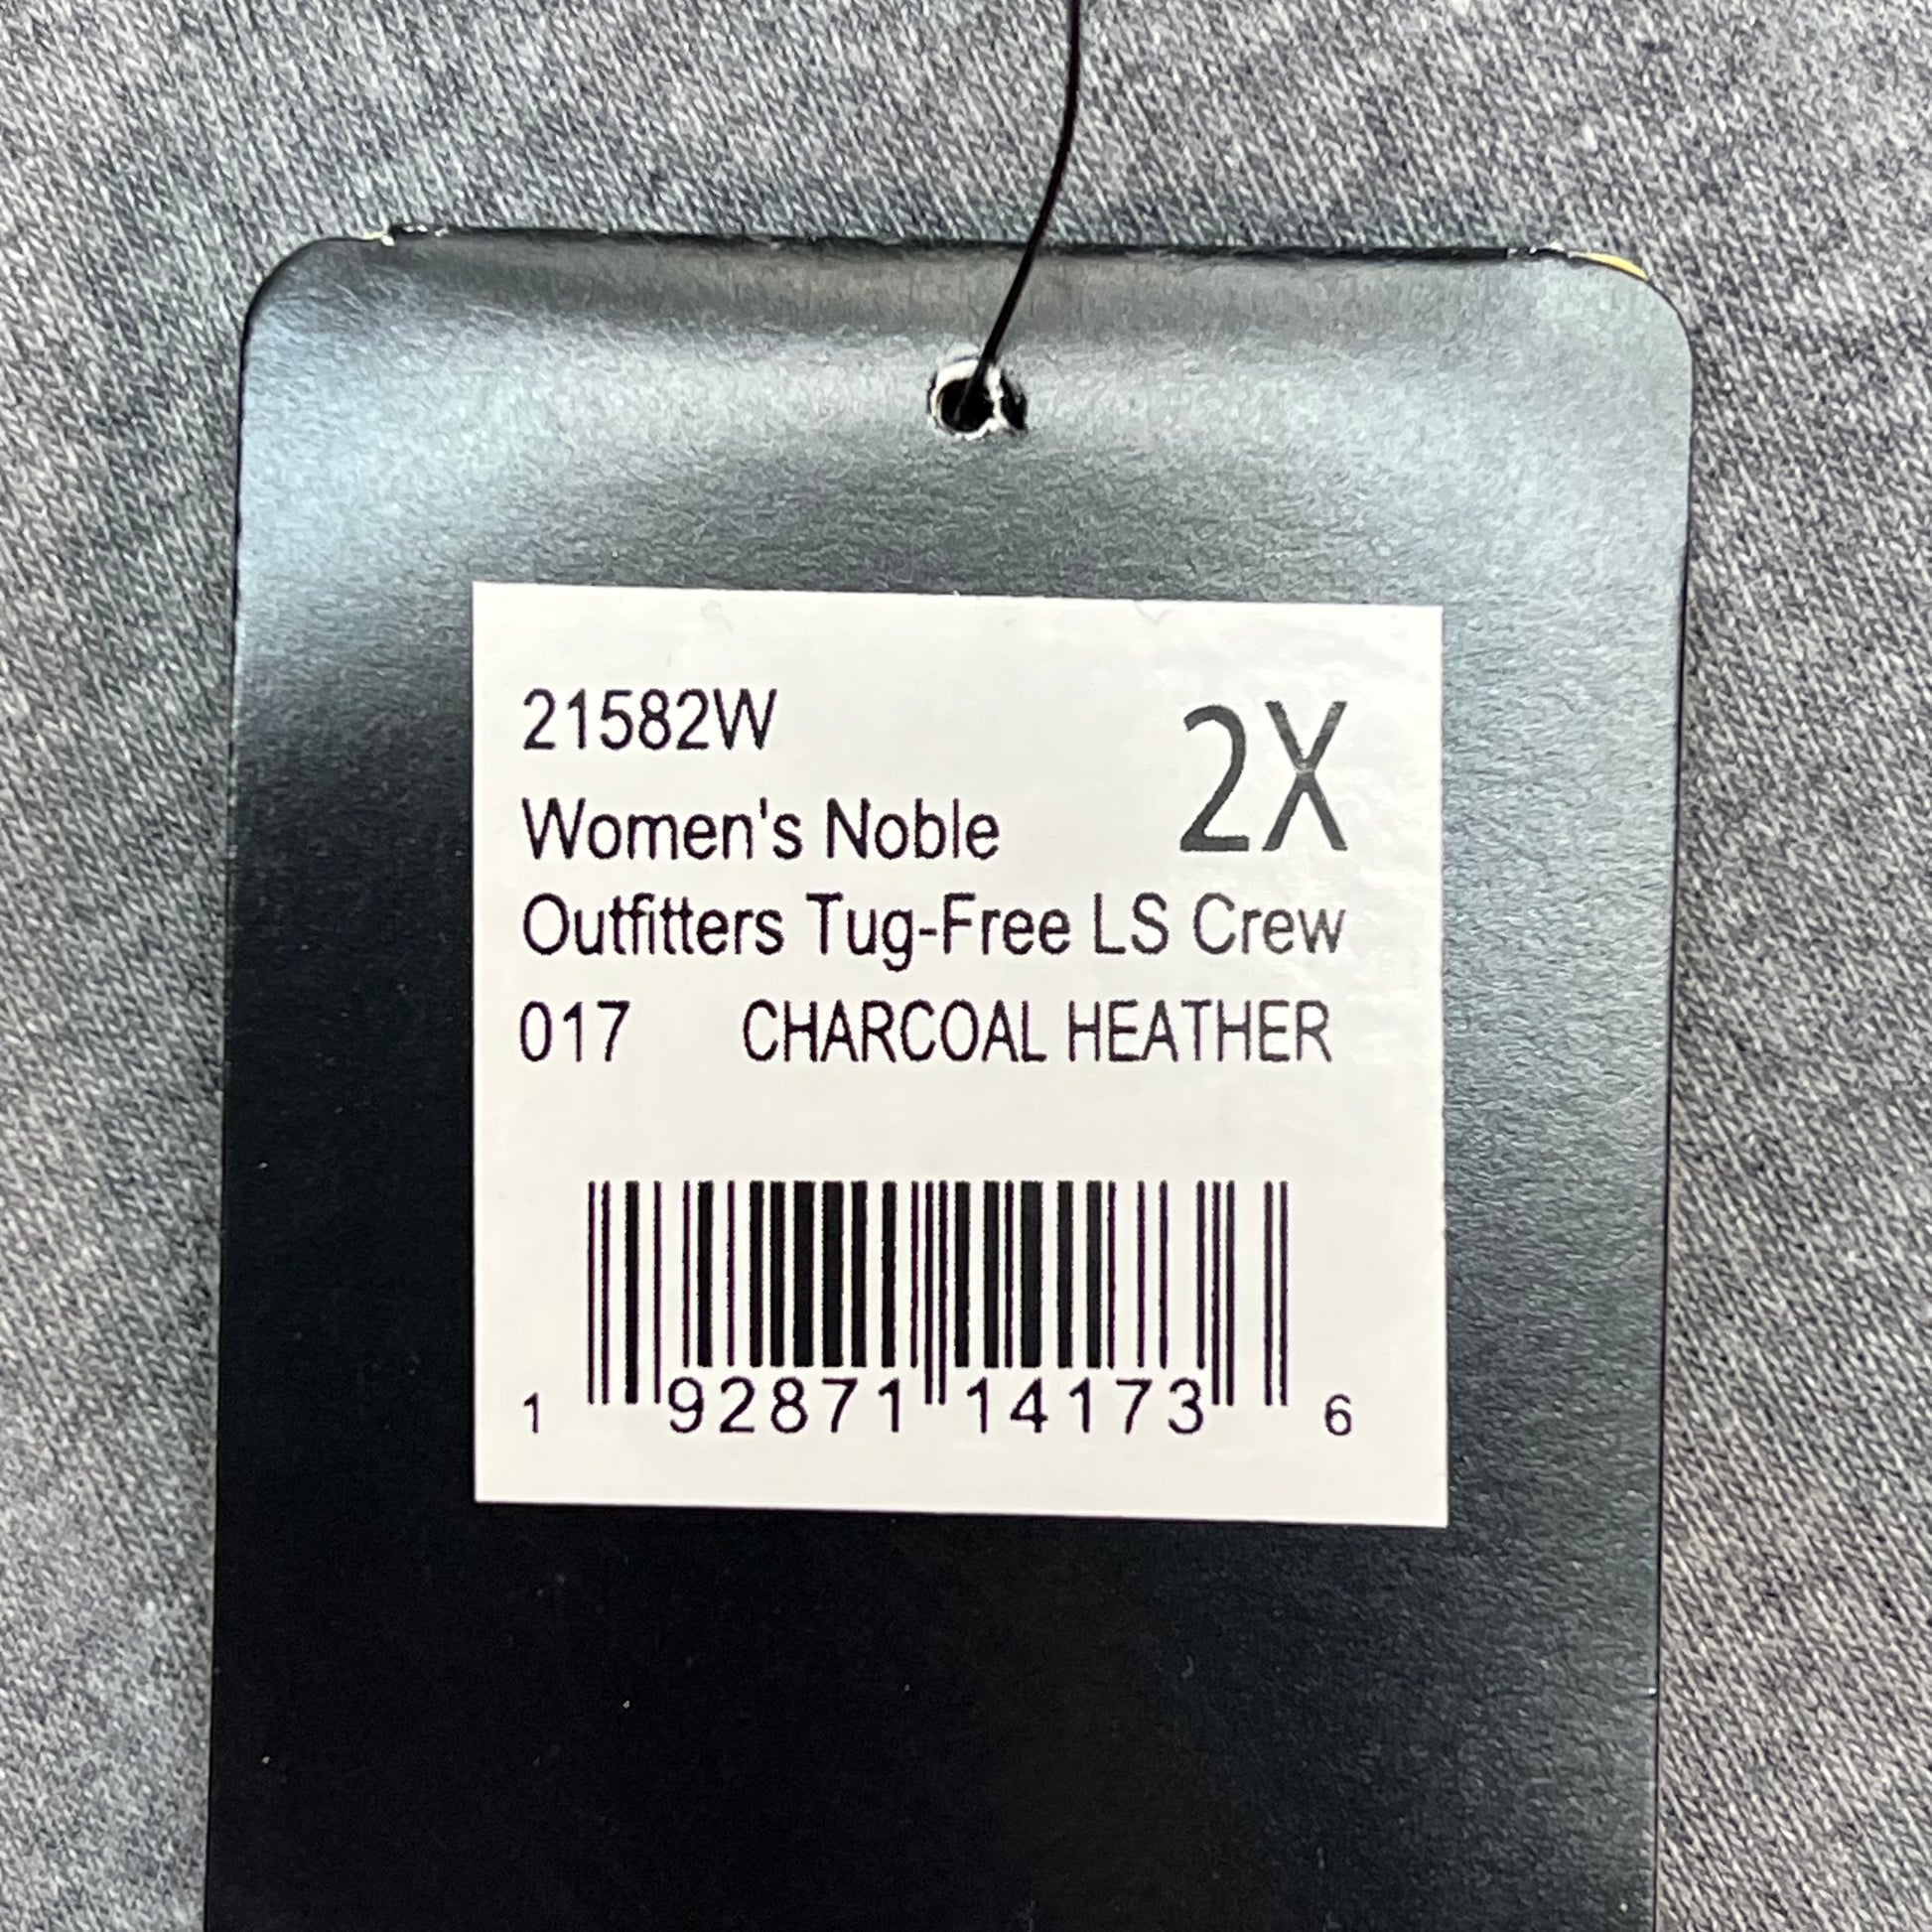 21582W
2X
Women's Noble
Outfitters Tug-Free LS Crew
017 CHARCOAL HEATHER
1 92871 14173 6